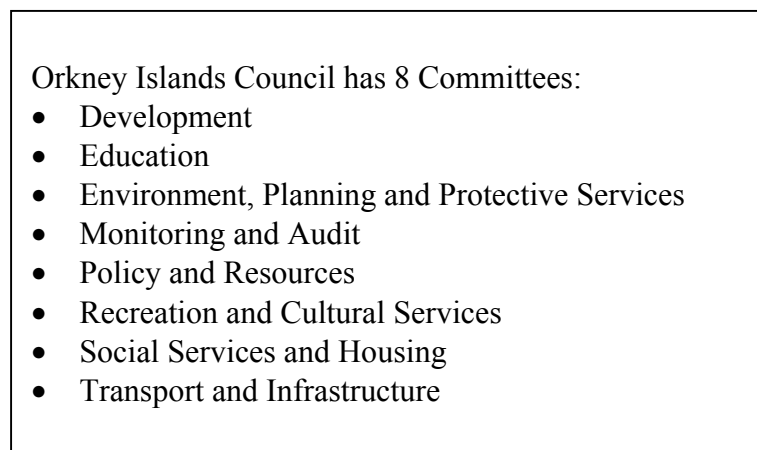 Orkney Islands Council has 8 Committees:
• Development
• Education
• Environment, Planning and Protective Services
• Monitoring and Audit
• Policy and Resources
• Recreation and Cultural Services
• Social Services and Housing
• Transport and Infrastructure